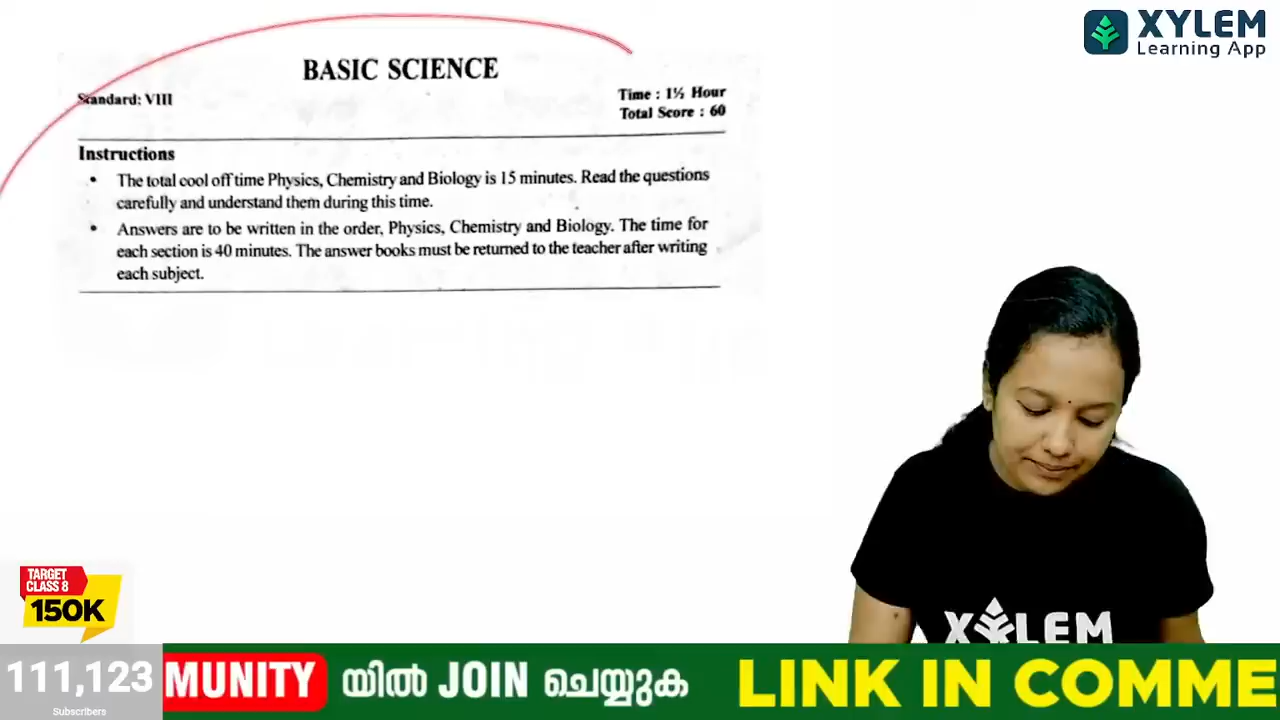 XYLEM
Learning App
BASIC SCIENCE
Standard: VIII
Time : 1½ Hour
Total Score : 60
Instructions
• The total cool off time Physics, Chemistry and Biology is 15 minutes. Read the questions
carefully and understand them during this time.
• Answers are to be written in the order, Physics, Chemistry and Biology. The time for
each section is 40 minutes. The answer books must be returned to the teacher after writing
each subject.
XYLEM
TARGET
CLASS 8
150K
111,123
Subscribers
MUNITY യിൽ JOIN ചെയ്യുക LINK IN COMME